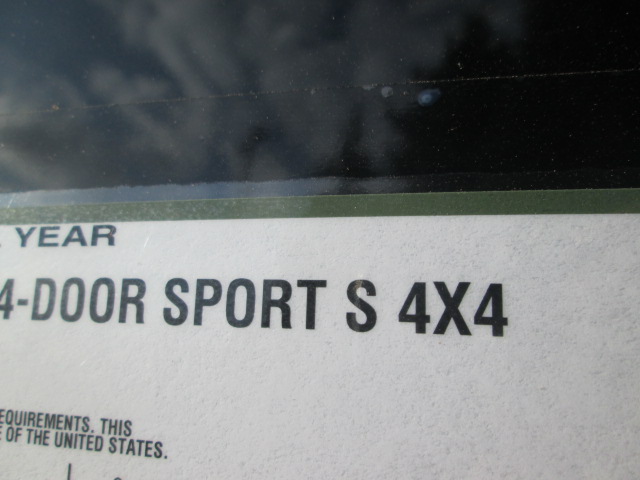 YEAR
4-DOOR SPORT S 4X4
EQUIREMENTS. THIS
OF THE UNITED STATES.